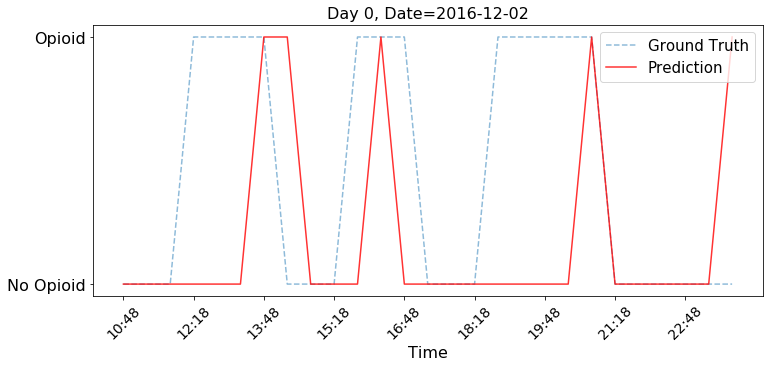 Day 0, Date=2016-12-02
Opioid
No Opioid
Ground Truth
Prediction
10:48
12:18
13:48
15:18
16:48
18:18
19:48
21:18
22:48
Time